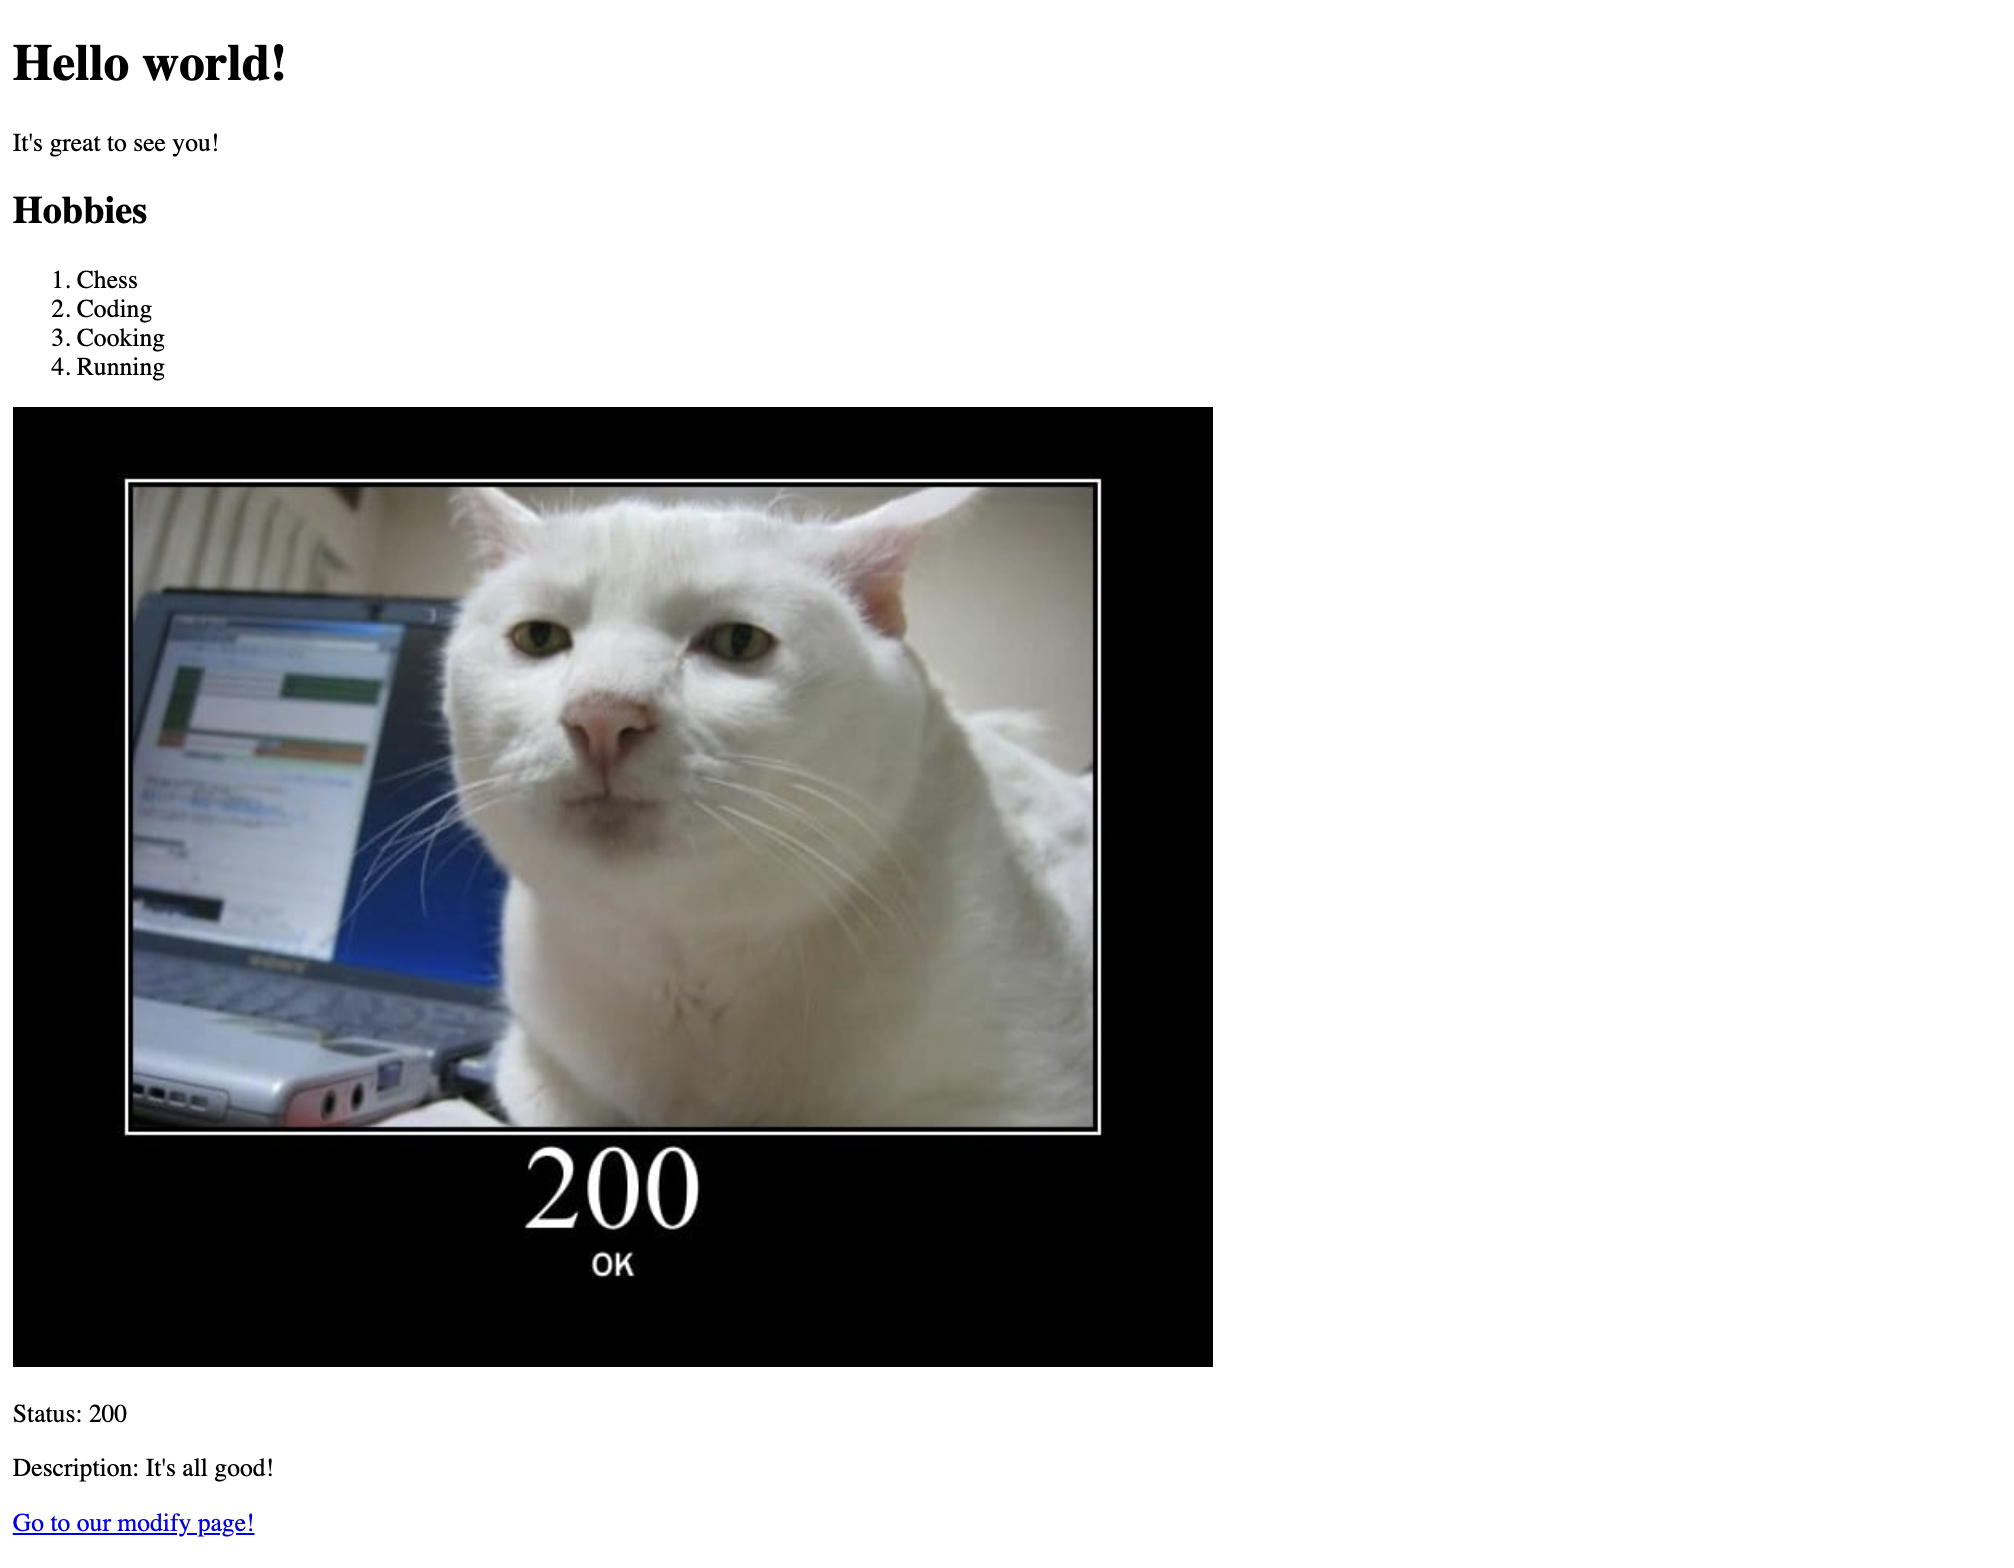 Hello world!
It's great to see you!
Hobbies
1. Chess
2. Coding
3. Cooking
4. Running
200
OK
Status: 200
Description: It's all good!
Go to our modify page!